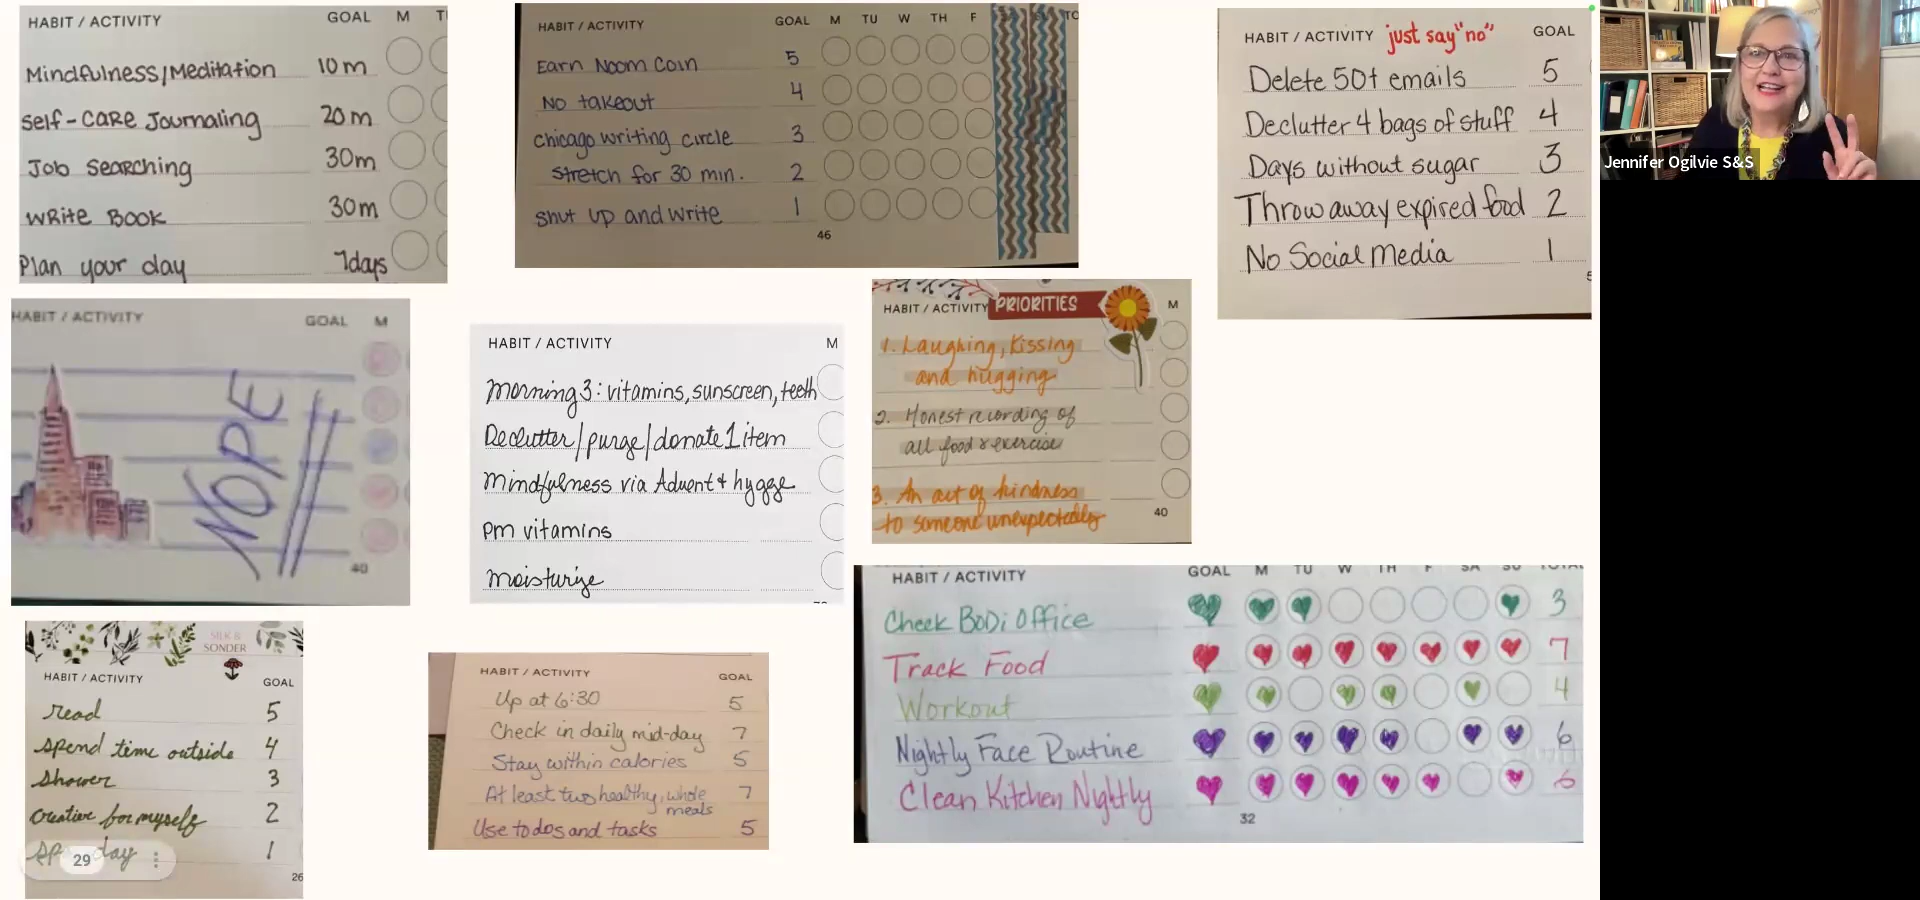 HABIT / ACTIVITY GOAL M
Mindfulness/Meditation 10m
Self-Care Journaling 20m
Job Searching 30m
Write Book 30m
Plan your day 7days
HABIT / ACTIVITY GOAL M TU W TH F
Earn Noom Coin 5
No takeout 4
Chicago writing circle 3
Stretch for 30 min. 2
Shut up and write 1
46
HABIT / ACTIVITY just say "no" GOAL
Delete 50+ emails 5
Declutter 4 bags of stuff 4
Days without sugar 3
Throw away expired food 2
No Social Media 1
Jennifer Ogilvie S&S
HABIT / ACTIVITY GOAL M
NOPE
40
HABIT / ACTIVITY M
Morning 3: vitamins, sunscreen, teeth
Declutter/purge/donate 1 item
Mindfulness via Advent + hygge
pm vitamins
Moisturize
HABIT / ACTIVITY PRIORITIES M
1. Laughing, Kissing
and hugging
2. Honest recording of
all food & exercise
3. An act of kindness
to someone unexpectedly
40
SILK &
SONDER
HABIT / ACTIVITY GOAL
read 5
spend time outside 4
shower 3
creative for myself 2
day 1
26
29
HABIT / ACTIVITY GOAL
Up at 6:30 5
Check in daily mid-day 7
Stay within calories 5
At least two healthy, whole 7
meals
Use todos and tasks 5
HABIT / ACTIVITY GOAL M TU W TH F SA SU TOTAL
Check BODi Office 3
Track Food 7
Workout 4
Nightly Face Routine 6
Clean Kitchen Nightly 6
32